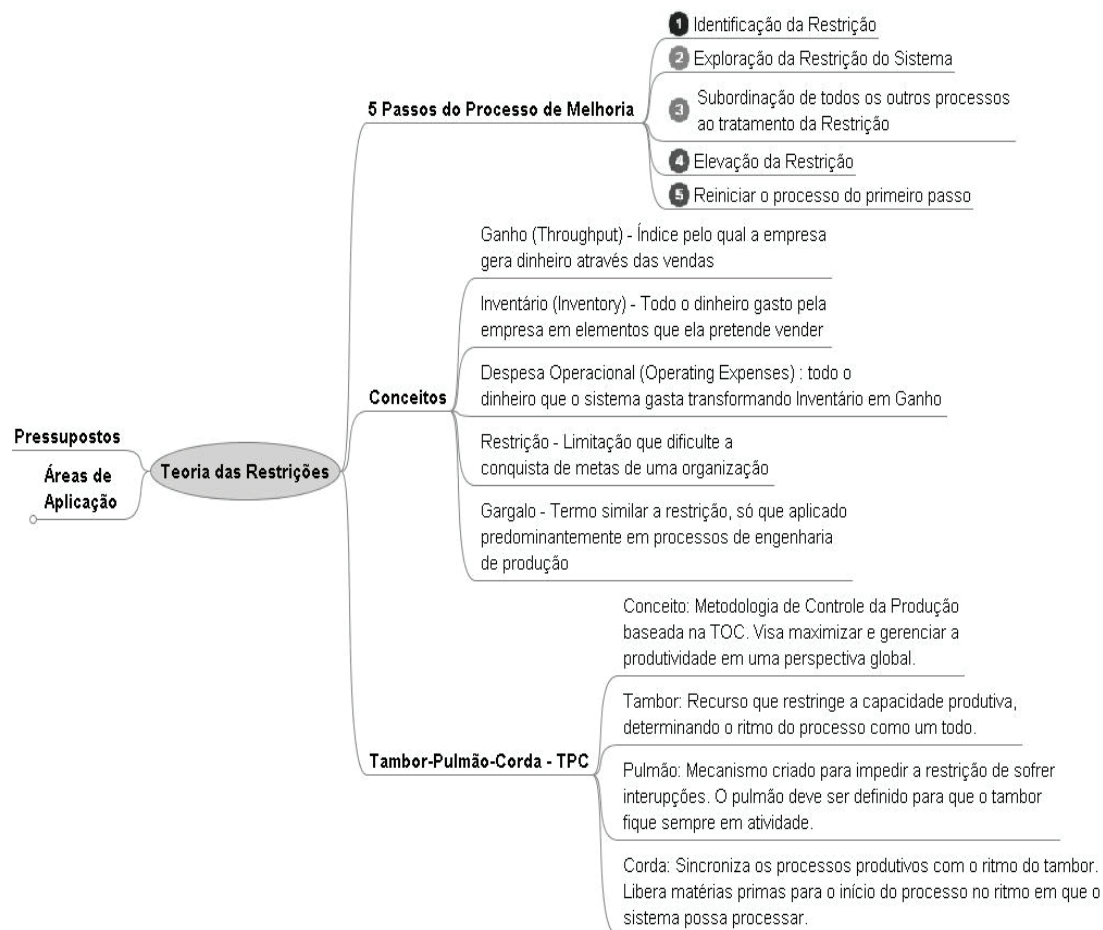 1 Identificação da Restrição
2 Exploração da Restrição do Sistema
3 Subordinação de todos os outros processos
ao tratamento da Restrição
4 Elevação da Restrição
5 Reiniciar o processo do primeiro passo
5 Passos do Processo de Melhoria
Ganho (Throughput) - Índice pelo qual a empresa
gera dinheiro através das vendas
Inventário (Inventory) - Todo o dinheiro gasto pela
empresa em elementos que ela pretende vender
Despesa Operacional (Operating Expenses) : todo o
dinheiro que o sistema gasta transformando Inventário em Ganho
Conceitos
Restrição - Limitação que dificulte a
conquista de metas de uma organização
Gargalo - Termo similar a restrição, só que aplicado
predominantemente em processos de engenharia
de produção
Pressupostos
Áreas de
Aplicação
Teoria das Restrições
Conceito: Metodologia de Controle da Produção
baseada na TOC. Visa maximizar e gerenciar a
produtividade em uma perspectiva global.
Tambor: Recurso que restringe a capacidade produtiva,
determinando o ritmo do processo como um todo.
Tambor-Pulmão-Corda - TPC
Pulmão: Mecanismo criado para impedir a restrição de sofrer
interupções. O pulmão deve ser definido para que o tambor
fique sempre em atividade.
Corda: Sincroniza os processos produtivos com o ritmo do tambor.
Libera matérias primas para o início do processo no ritmo em que o
sistema possa processar.